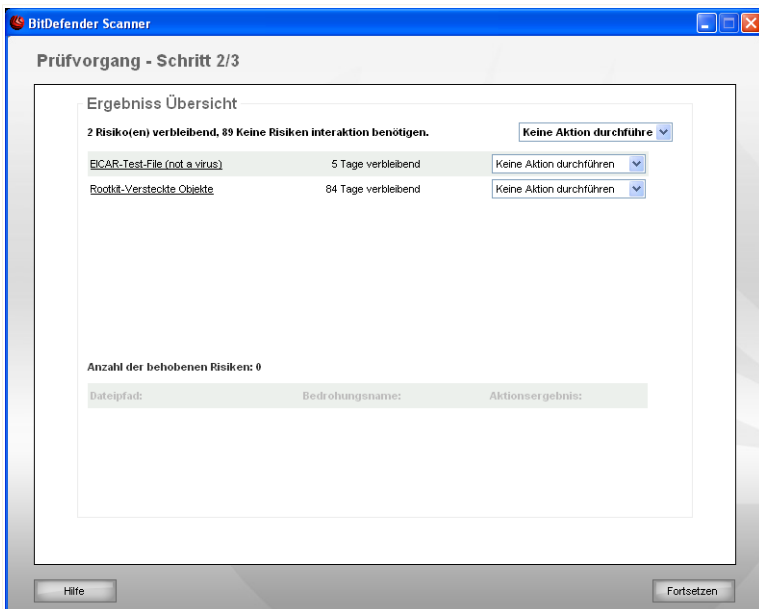 BitDefender Scanner
Prüfvorgang - Schritt 2/3
Ergebniss Übersicht
2 Risiko(en) verbleibend, 89 Keine Risiken interaktion benötigen. Keine Aktion durchführe
EICAR-Test-File (not a virus) 5 Tage verbleibend Keine Aktion durchführen
Rootkit-Versteckte Objekte 84 Tage verbleibend Keine Aktion durchführen
Anzahl der behobenen Risiken: 0
Dateipfad: Bedrohungsname: Aktionsergebnis:
Hilfe Fortsetzen